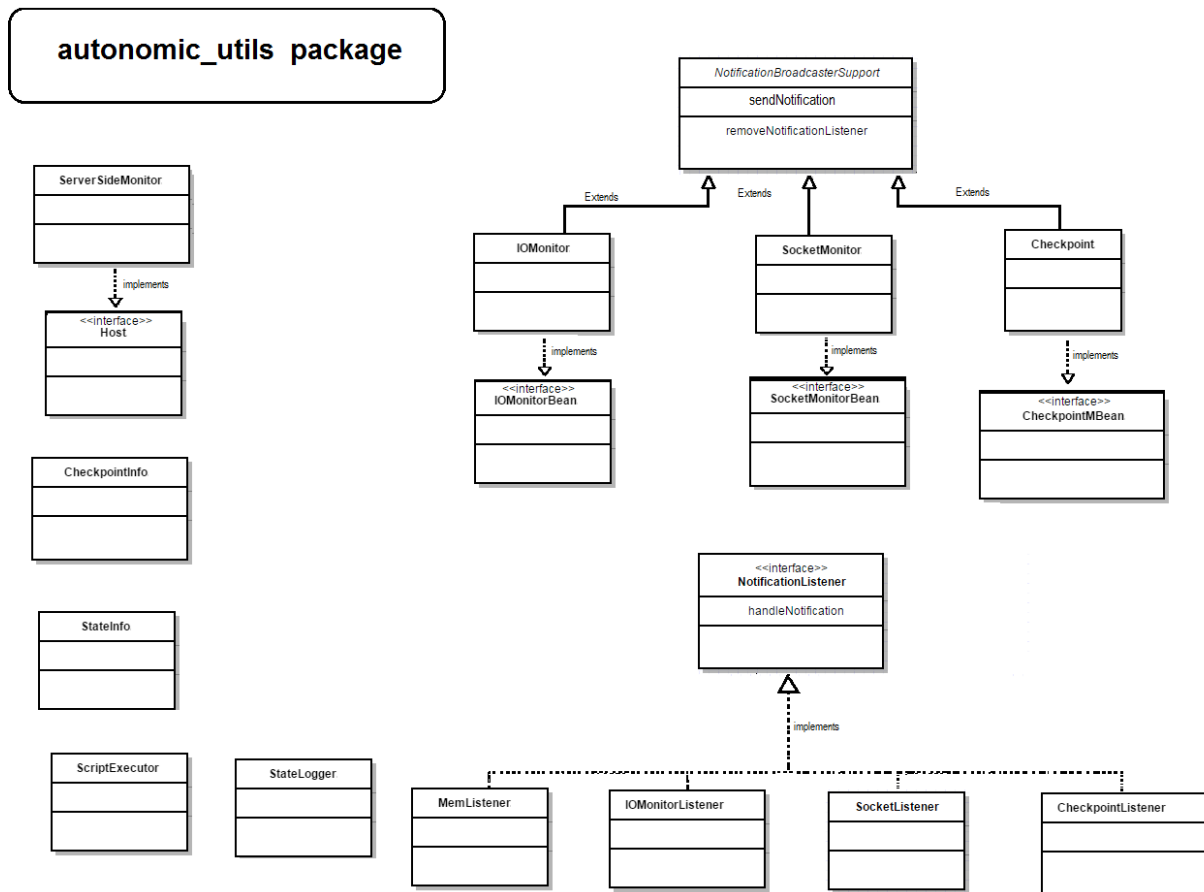 autonomic_utils package
NotificationBroadcasterSupport
sendNotification
removeNotificationListener
ServerSideMonitor
implements
<<interface>>
Host
Extends
Extends
Extends
IOMonitor
SocketMonitor
Checkpoint
implements
implements
implements
<<interface>>
IOMonitorBean
<<interface>>
SocketMonitorBean
<<interface>>
CheckpointMBean
CheckpointInfo
<<interface>>
NotificationListener
handleNotification
StateInfo
implements
ScriptExecutor
StateLogger
MemListener
IOMonitorListener
SocketListener
CheckpointListener